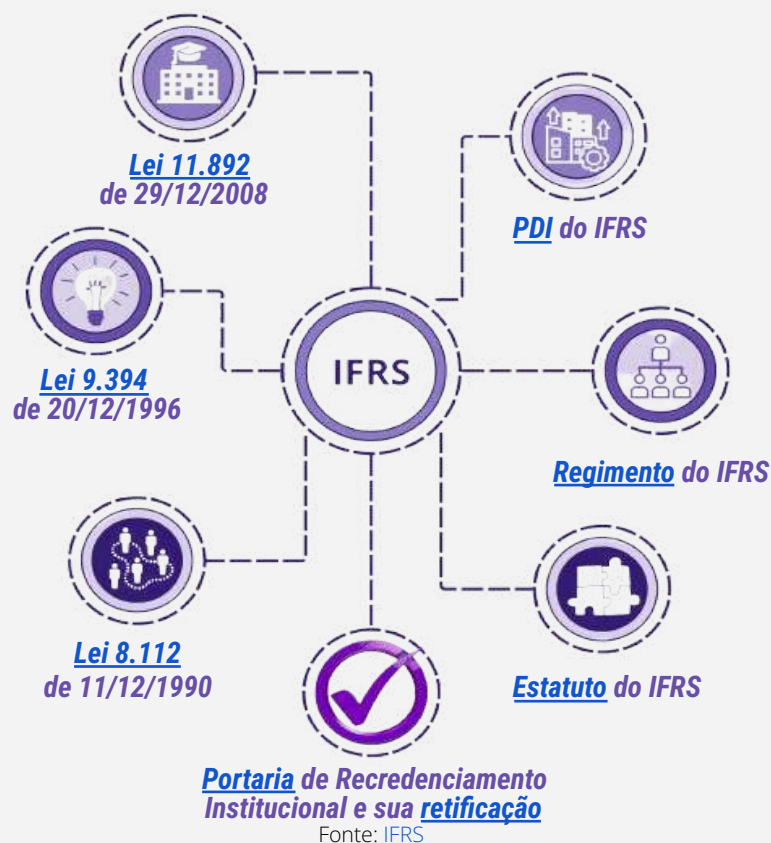 Lei 11.892
de 29/12/2008
PDI do IFRS
Lei 9.394
de 20/12/1996
IFRS
Regimento do IFRS
Lei 8.112
de 11/12/1990
Estatuto do IFRS
Portaria de Recredenciamento
Institucional e sua retificação
Fonte: IFRS